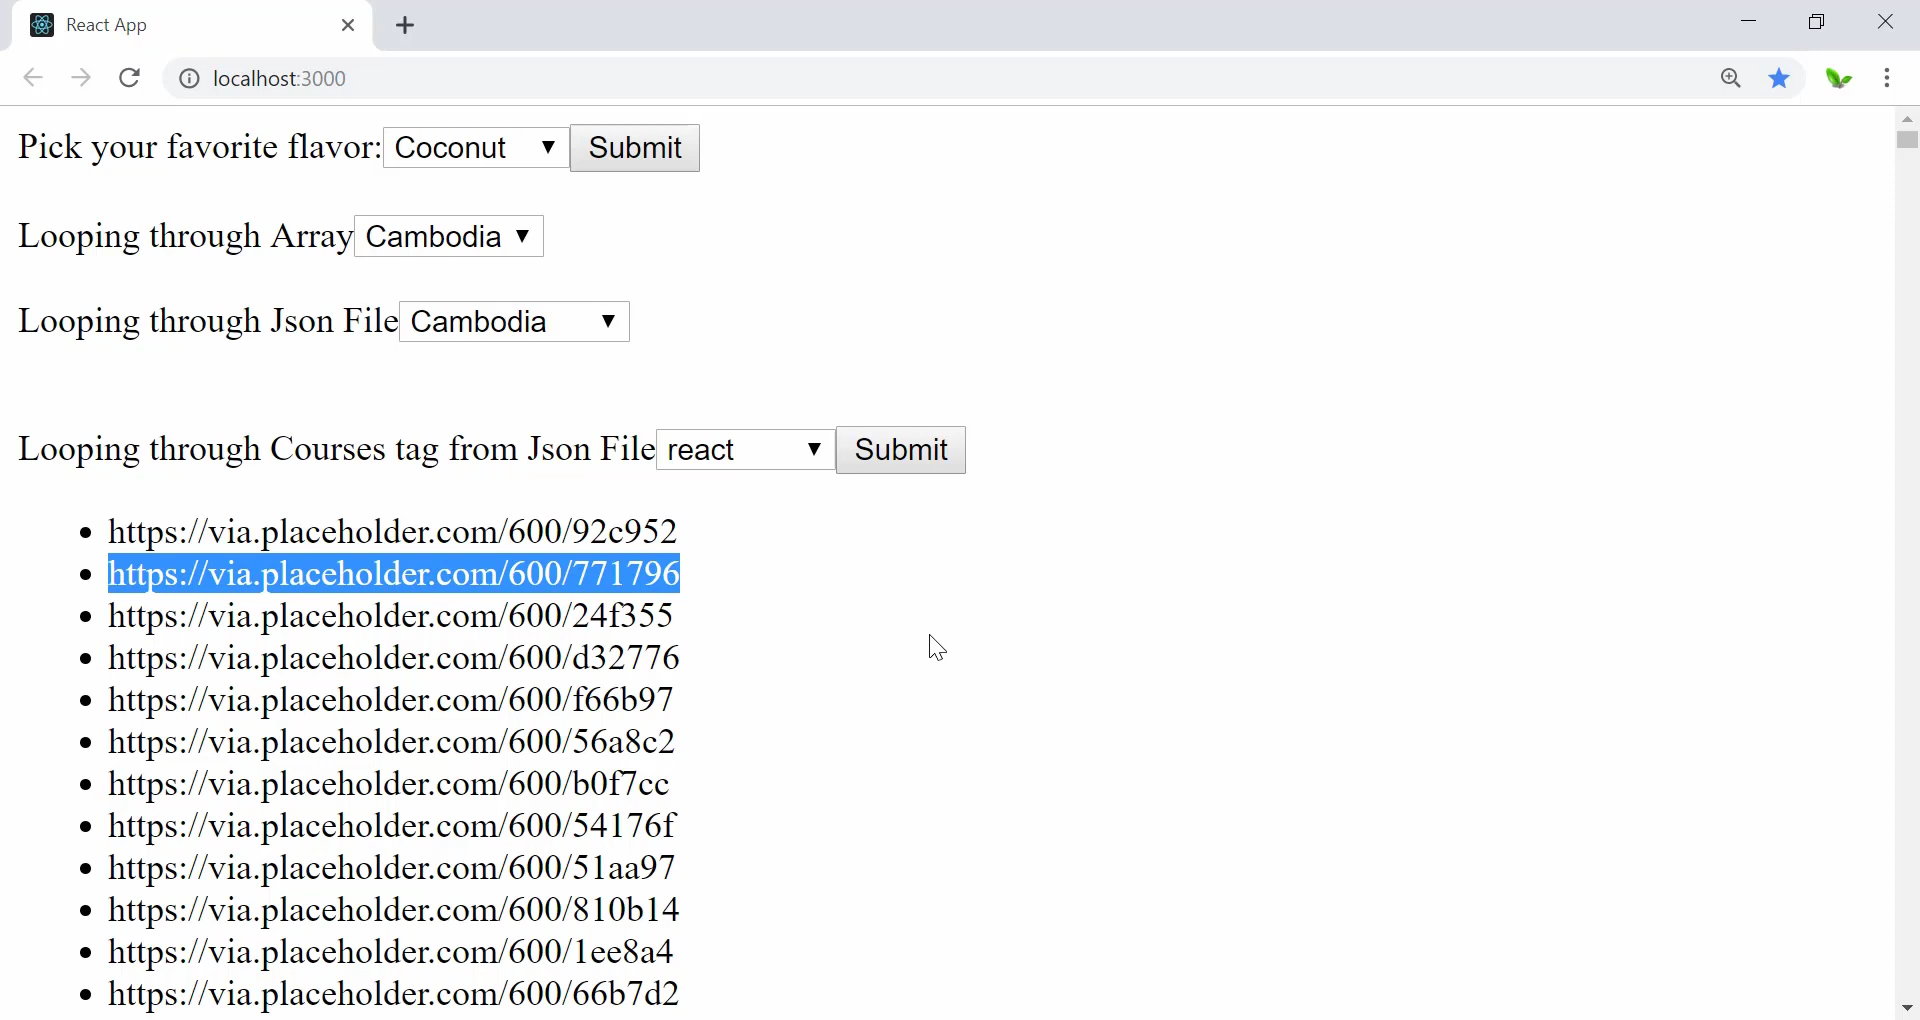 React App
localhost:3000
Pick your favorite flavor: Coconut Submit
Looping through Array Cambodia
Looping through Json File Cambodia
Looping through Courses tag from Json File react Submit
https://via.placeholder.com/600/92c952
https://via.placeholder.com/600/771796
https://via.placeholder.com/600/24f355
https://via.placeholder.com/600/d32776
https://via.placeholder.com/600/f66b97
https://via.placeholder.com/600/56a8c2
https://via.placeholder.com/600/b0f7cc
https://via.placeholder.com/600/54176f
https://via.placeholder.com/600/51aa97
https://via.placeholder.com/600/810b14
https://via.placeholder.com/600/1ee8a4
https://via.placeholder.com/600/66b7d2